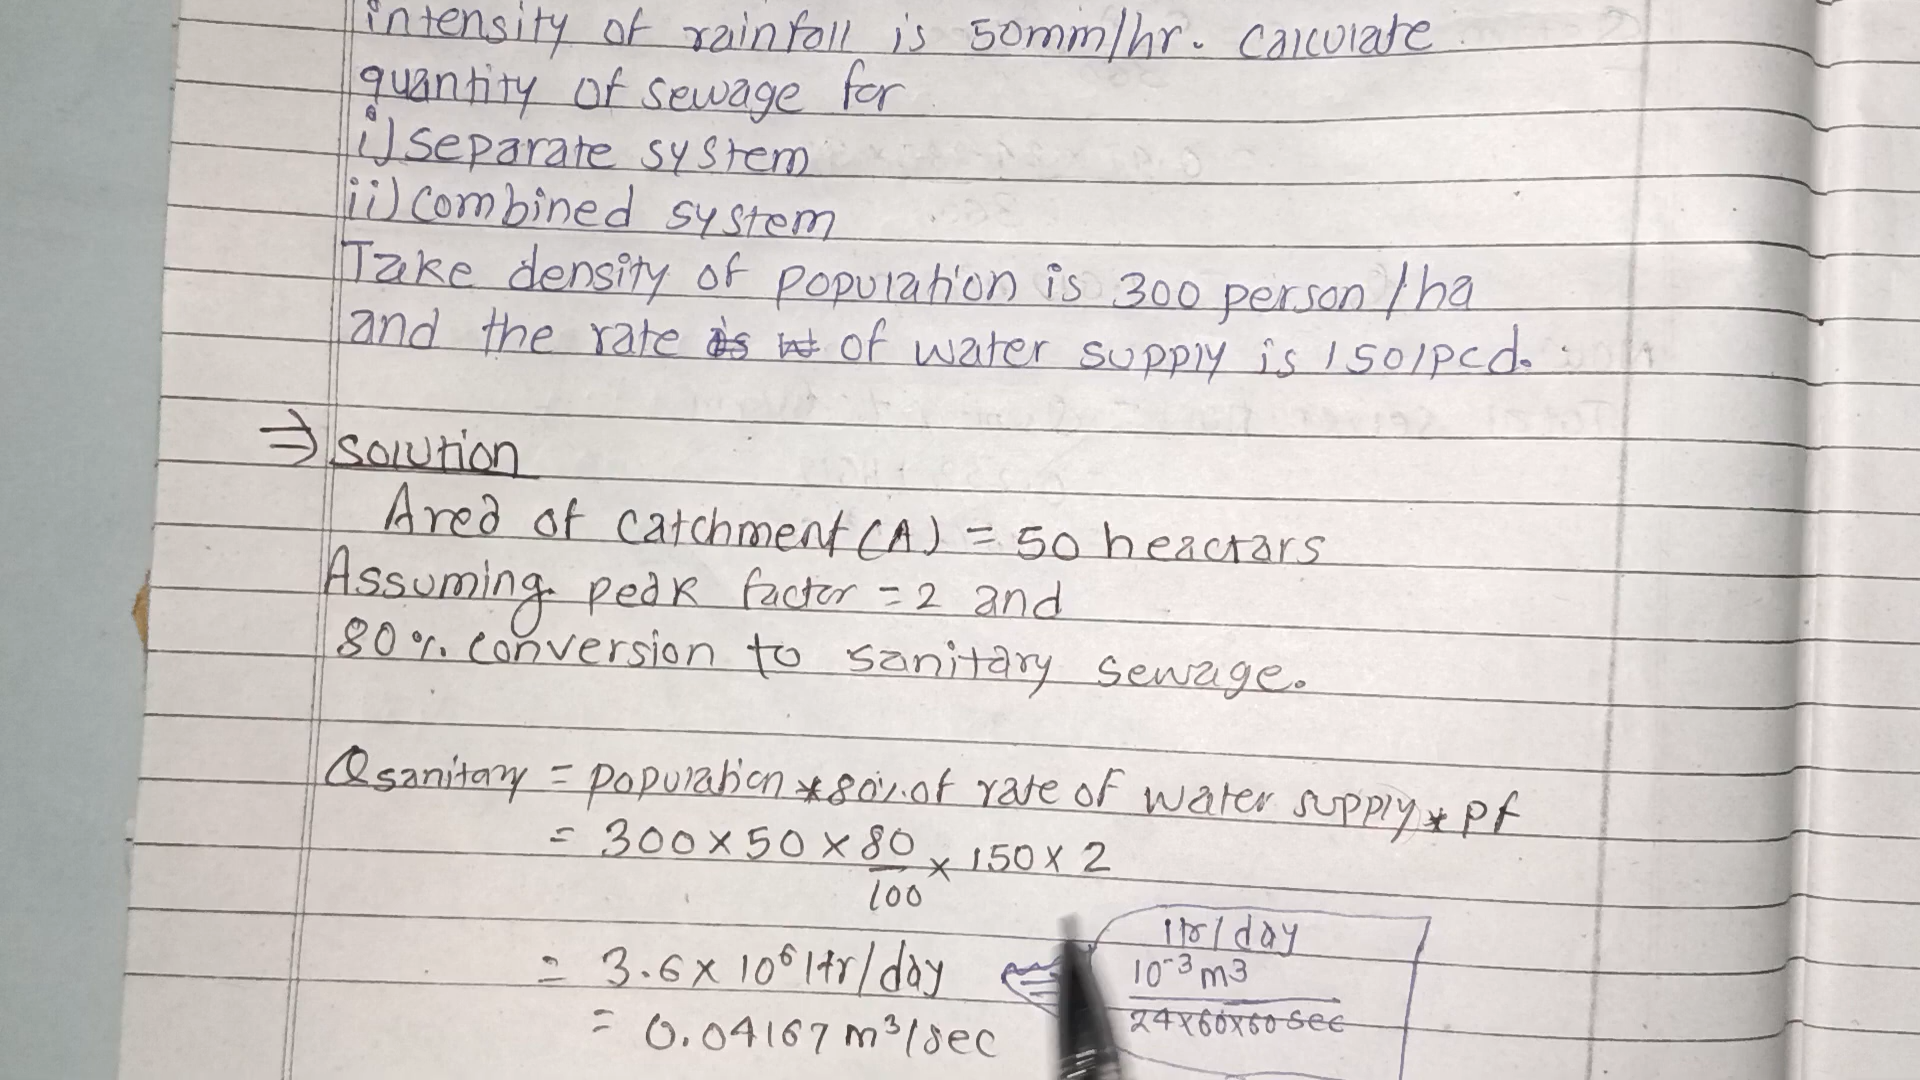 intensity of rainfall is 50mm/hr. Calculate
quantity of sewage for
i) separate system
ii) combined system
Take density of population is 300 person /ha
and the rate of water supply is 150lpcd.
⇒ solution
Area of catchment (A) = 50 heactars
Assuming peak factor = 2 and
80% conversion to sanitary sewage.
Qsanitary = population * 80% of rate of water supply * pf
= 300 x 50 x 80/100 x 150 x 2
= 3.6 x 10⁶ ltr/day
= 0.04167 m³/sec
ltr/day
10⁻³ m3
24x60x60 sec